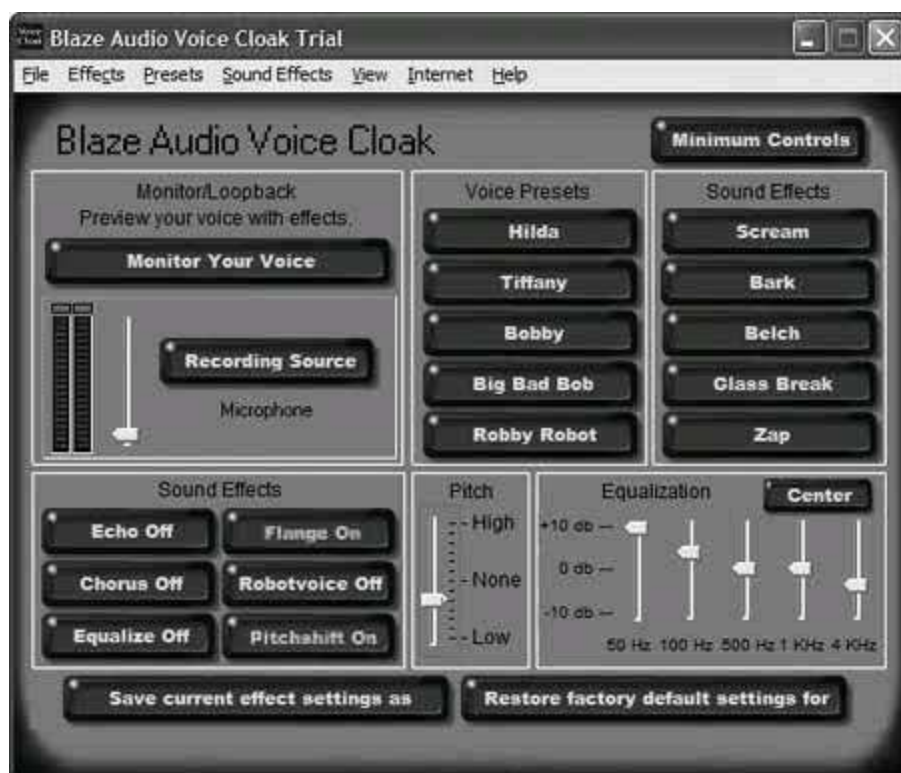 Blaze Audio Voice Cloak Trial
File Effects Presets Sound Effects View Internet Help
Blaze Audio Voice Cloak
Minimum Controls
Monitor/Loopback
Preview your voice with effects.
Monitor Your Voice
Recording Source
Microphone
Voice Presets
Hilda
Tiffany
Bobby
Big Bad Bob
Robby Robot
Sound Effects
Scream
Bark
Belch
Glass Break
Zap
Sound Effects
Echo Off Flange On
Chorus Off Robotvoice Off
Equalize Off Pitchshift On
Pitch
High
None
Low
Equalization Center
+10 db
0 db
-10 db
50 Hz 100 Hz 500 Hz 1 KHz 4 KHz
Save current effect settings as Restore factory default settings for